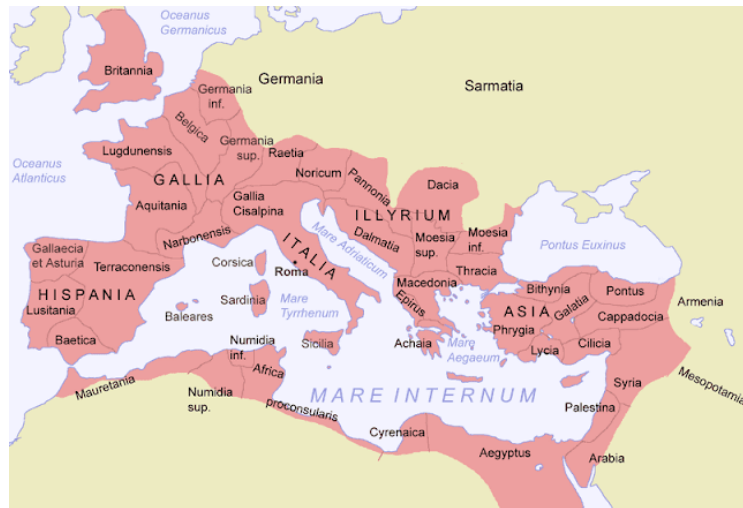 Oceanus
Germanicus
Britannia
Germania
Sarmatia
Germania
inf.
Belgica
Lugdunensis
Germania
sup.
Raetia
Oceanus
Atlanticus
GALLIA
Noricum
Pannonia
Dacia
Aquitania
Gallia
Cisalpina
ILLYRIUM
Narbonensis
Dalmatia
Moesia
sup.
Moesia
inf.
Pontus Euxinus
Mare Adriaticum
Gallaecia
et Asturia
Terraconensis
Corsica
ITALIA
Roma
Thracia
Macedonia
Epirus
Bithynia
Pontus
Armenia
HISPANIA
Lusitania
Baleares
Sardinia
Mare
Tyrrhenum
ASIA
Galatia
Cappadocia
Phrygia
Baetica
Numidia
inf.
Sicilia
Achaia
Mare
Aegaeum
Lycia
Cilicia
Mauretania
Africa
proconsularis
Numidia
sup.
MARE INTERNUM
Syria
Mesopotamia
Palestina
Cyrenaica
Aegyptus
Arabia